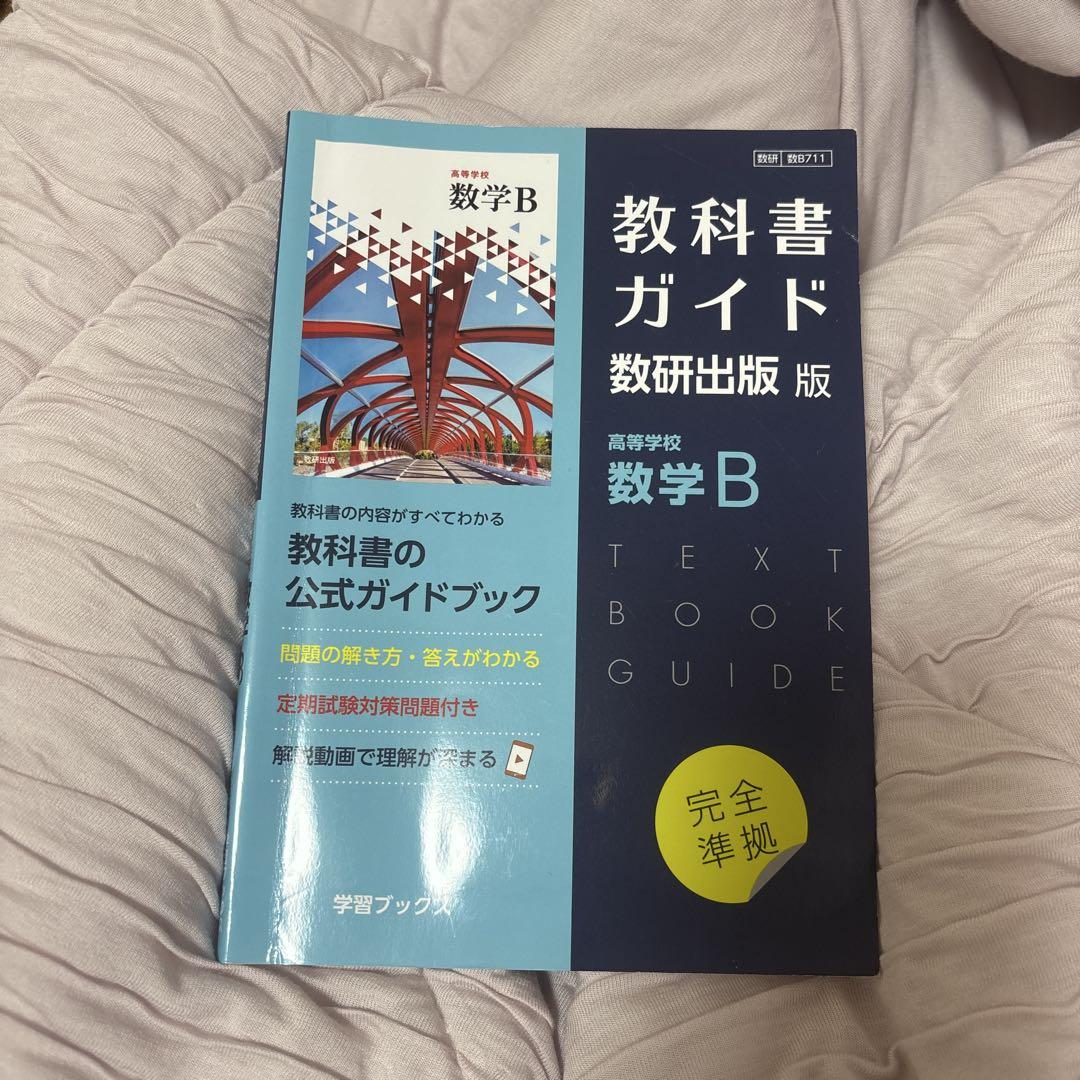 高等学校
数学B
数研出版
教科書の内容がすべてわかる
教科書の
公式ガイドブック
問題の解き方・答えがわかる
定期試験対策問題付き
解説動画で理解が深まる
学習ブックス
数研 数B711
教科書
ガイド
数研出版 版
高等学校
数学B
TEXT
BOOK
GUIDE
完全
準拠